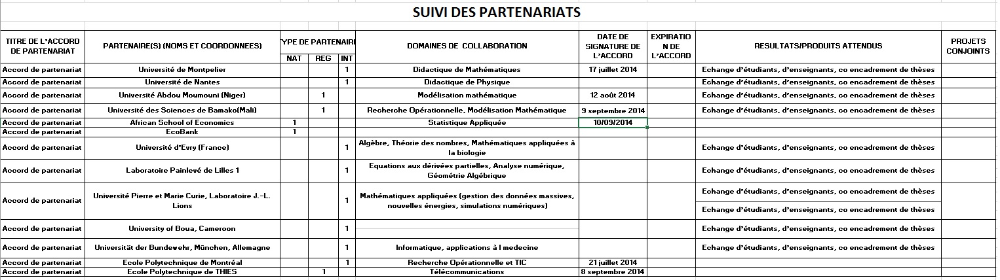 SUIVI DES PARTENARIATS
TITRE DE L'ACCORD DE PARTENARIAT PARTENAIRE(S) (NOMS ET COORDONNEES) YPE DE PARTENAIRI DOMAINES DE COLLABORATION DATE DE SIGNATURE DE L'ACCORD EXPIRATIO N DE L'ACCORD RESULTATS/PRODUITS ATTENDUS PROJETS CONJOINTS
NAT REG INT
Accord de partenariat Université de Montpelier 1 Didactique de Mathématiques 17 juillet 2014 Echange d'étudiants, d'enseignants, co encadrement de thèses
Accord de partenariat Université de Nantes 1 Didactique de Physique Echange d'étudiants, d'enseignants, co encadrement de thèses
Accord de partenariat Université Abdou Moumouni (Niger) 1 Modélisation mathématique 12 août 2014 Echange d'étudiants, d'enseignants, co encadrement de thèses
Accord de partenariat Université des Sciences de Bamako(Mali) 1 Recherche Opérationnelle, Modélisation Mathématique 9 septembre 2014 Echange d'étudiants, d'enseignants, co encadrement de thèses
Accord de partenariat African School of Economics 1 Statistique Appliquée 10/09/2014
Accord de partenariat EcoBank 1
Accord de partenariat Université d'Evry (France) 1 Algèbre, Théorie des nombres, Mathématiques appliquées à la biologie Echange d'étudiants, d'enseignants, co encadrement de thèses
Accord de partenariat Laboratoire Painlevé de Lilles 1 1 Equations aux dérivées partielles, Analyse numérique, Géométrie Algébrique Echange d'étudiants, d'enseignants, co encadrement de thèses
Accord de partenariat Université Pierre et Marie Curie, Laboratoire J.-L. Lions 1 Mathématiques appliquées (gestion des données massives, nouvelles énergies, simulations numériques) Echange d'étudiants, d'enseignants, co encadrement de thèses
Echange d'étudiants, d'enseignants, co encadrement de thèses
Accord de partenariat University of Boua, Cameroon 1 Echange d'étudiants, d'enseignants, co encadrement de thèses
Accord de partenariat Universität der Bundewehr, München, Allemagne 1 Informatique, applications à l medecine Echange d'étudiants, d'enseignants, co encadrement de thèses
Accord de partenariat Ecole Polytechnique de Montréal 1 Recherche Opérationnelle et TIC 21 juillet 2014
Accord de partenariat Ecole Polytechnique de THIES 1 Télécommunications 8 septembre 2014